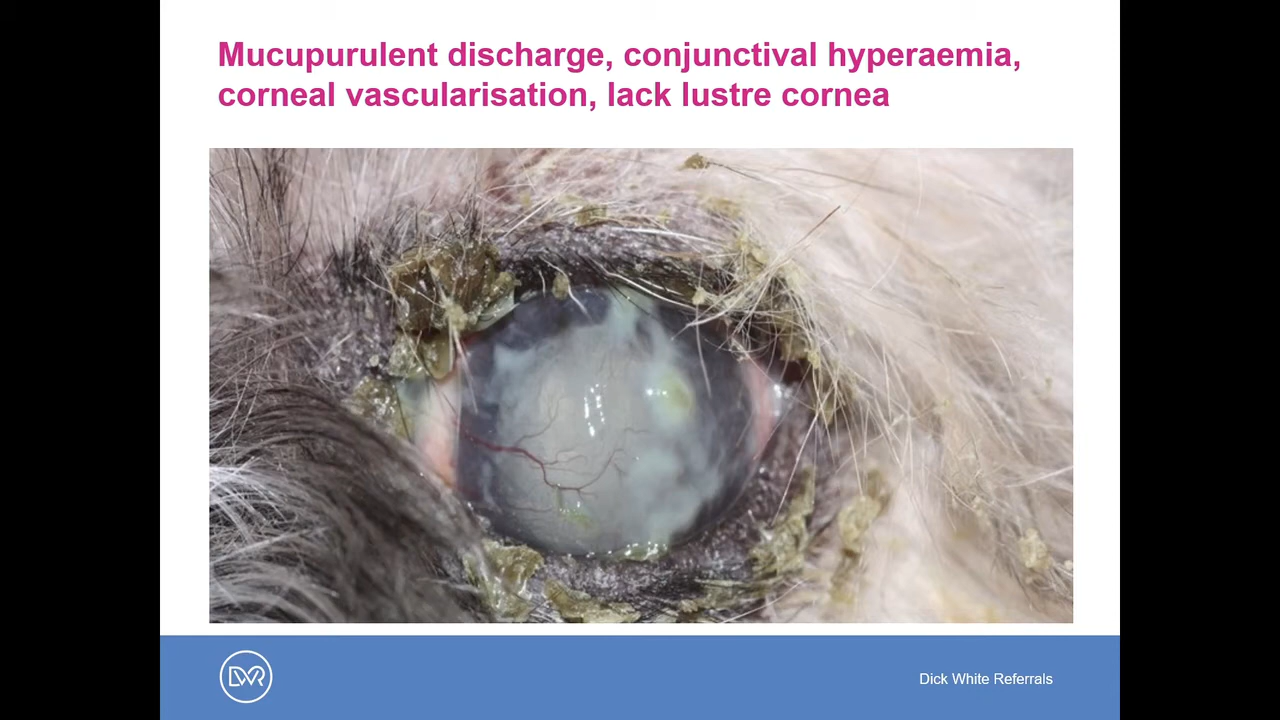 Mucupurulent discharge, conjunctival hyperaemia,
corneal vascularisation, lack lustre cornea
DWR
Dick White Referrals